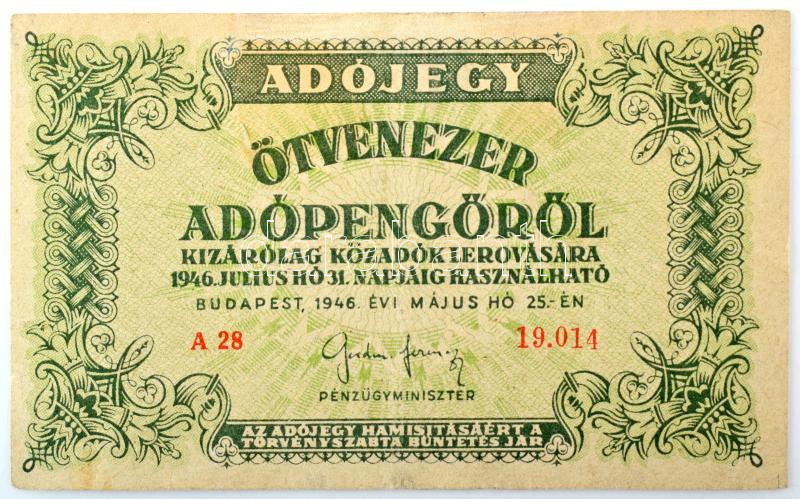 ADÓJEGY
ÖTVENEZER
ADÓPENGŐRŐL
KIZÁRÓLAG KÖZADÓK LEROVÁSÁRA
1946. JULIUS HÓ 31. NAPJÁIG HASZNÁLHATÓ
BUDAPEST, 1946. ÉVI MÁJUS HÓ 25.-ÉN
A 28 19.014
PÉNZÜGYMINISZTER
AZ ADÓJEGY HAMISITÁSÁÉRT A
TÖRVÉNYSZABTA BÜNTETÉS JÁR